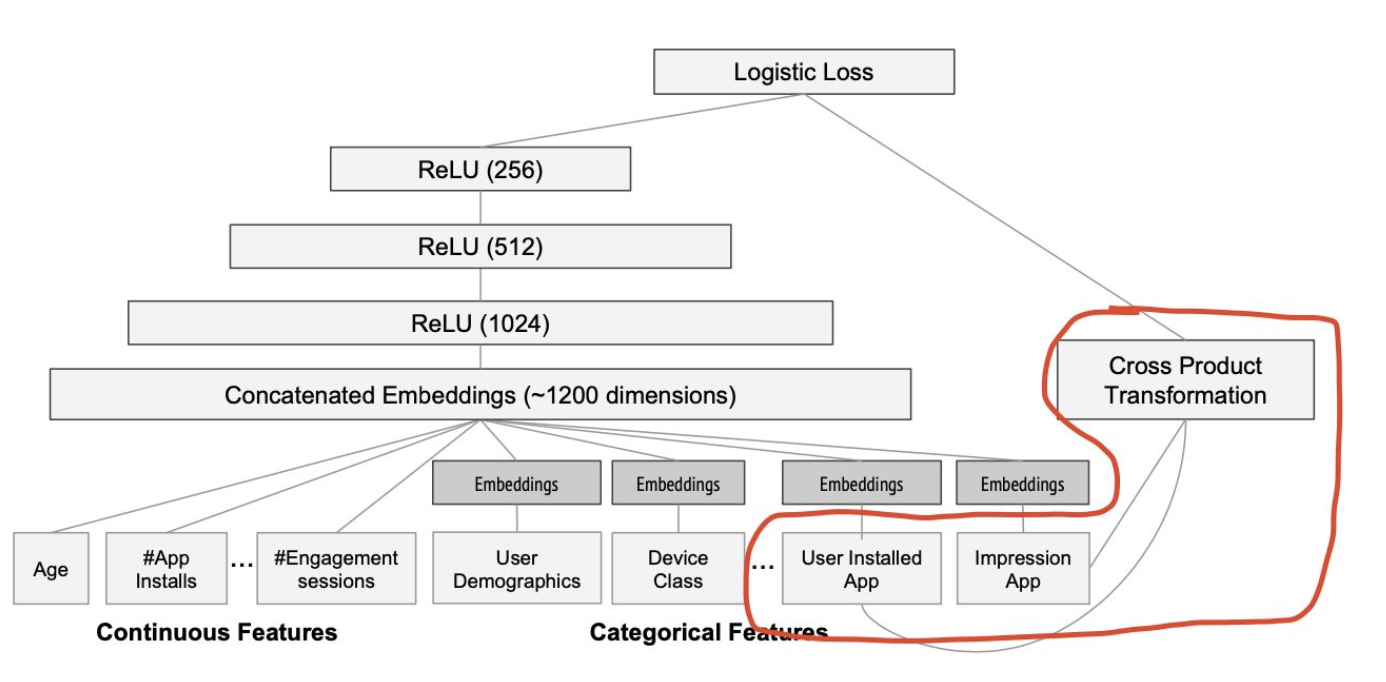 Logistic Loss
ReLU (256)
ReLU (512)
ReLU (1024)
Concatenated Embeddings (~1200 dimensions)
Cross Product
Transformation
Embeddings
Embeddings
Embeddings
Embeddings
Age
#App
Installs
...
#Engagement
sessions
User
Demographics
Device
Class
...
User Installed
App
Impression
App
Continuous Features
Categorical Features